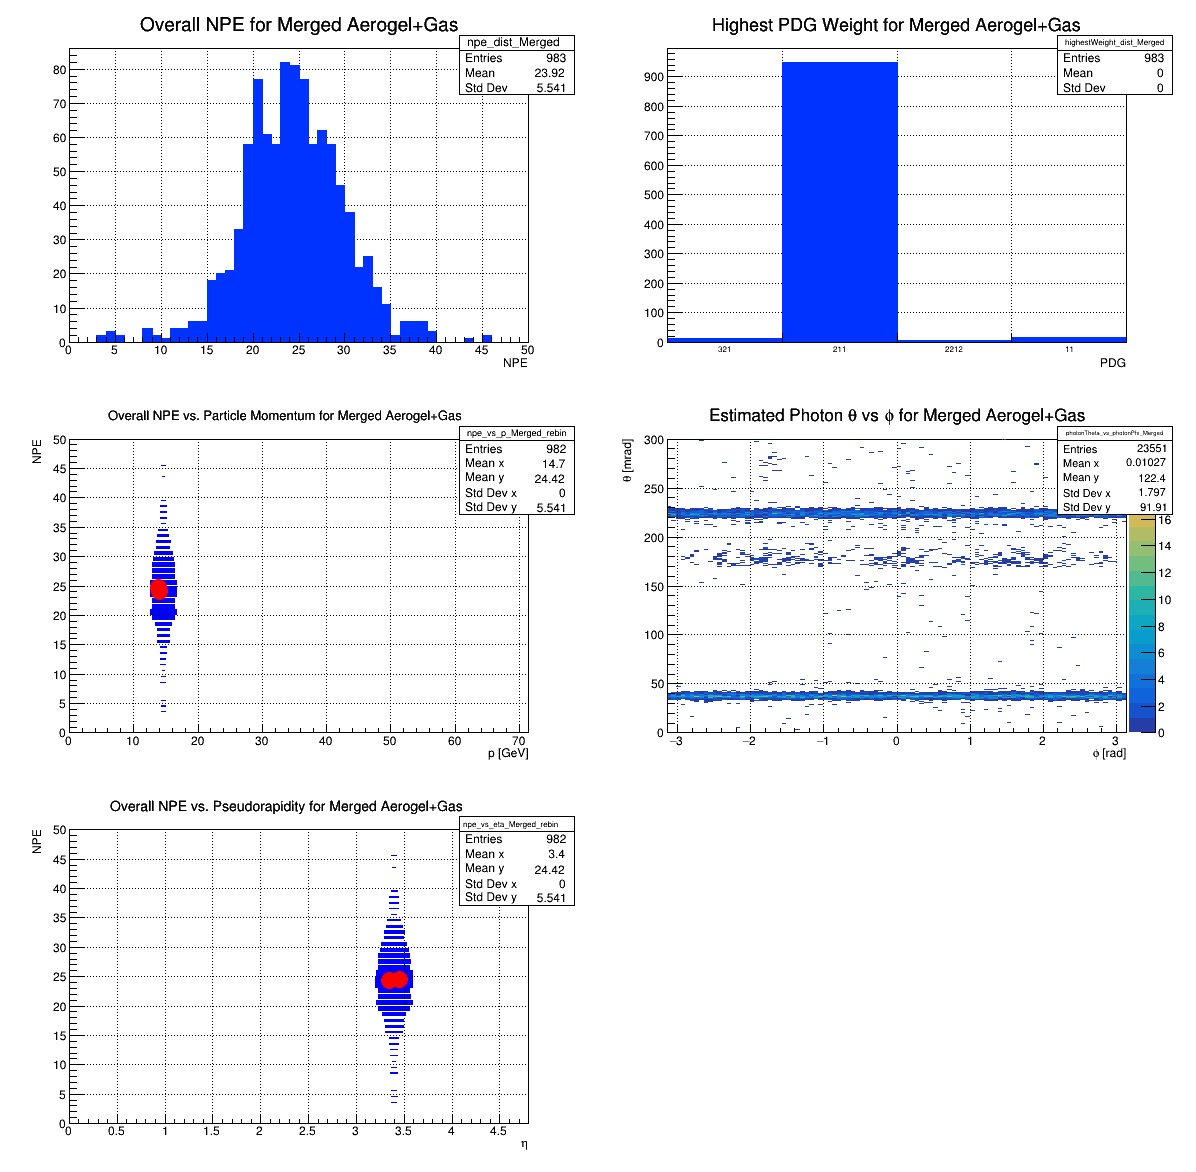 Overall NPE for Merged Aerogel+Gas
npe_dist_Merged
Entries 983
Mean 23.92
Std Dev 5.541
80
70
60
50
40
30
20
10
0
0 5 10 15 20 25 30 35 40 45 50
NPE
Highest PDG Weight for Merged Aerogel+Gas
highestWeight_dist_Merged
Entries 983
Mean 0
Std Dev 0
900
800
700
600
500
400
300
200
100
0
321 211 2212 11
PDG
Overall NPE vs. Particle Momentum for Merged Aerogel+Gas
npe_vs_p_Merged_rebin
Entries 982
Mean x 14.7
Mean y 24.42
Std Dev x 0
Std Dev y 5.541
NPE
50
45
40
35
30
25
20
15
10
5
0
0 10 20 30 40 50 60 70
p [GeV]
Estimated Photon θ vs ϕ for Merged Aerogel+Gas
photonTheta_vs_photonPhi_Merged
Entries 23551
Mean x 0.01027
Mean y 122.4
Std Dev x 1.797
Std Dev y 91.91
θ [mrad]
300
250
200
150
100
50
0
−3 −2 −1 0 1 2 3
ϕ [rad]
16
14
12
10
8
6
4
2
0
Overall NPE vs. Pseudorapidity for Merged Aerogel+Gas
npe_vs_eta_Merged_rebin
Entries 982
Mean x 3.4
Mean y 24.42
Std Dev x 0
Std Dev y 5.541
NPE
50
45
40
35
30
25
20
15
10
5
0
0 0.5 1 1.5 2 2.5 3 3.5 4 4.5
η